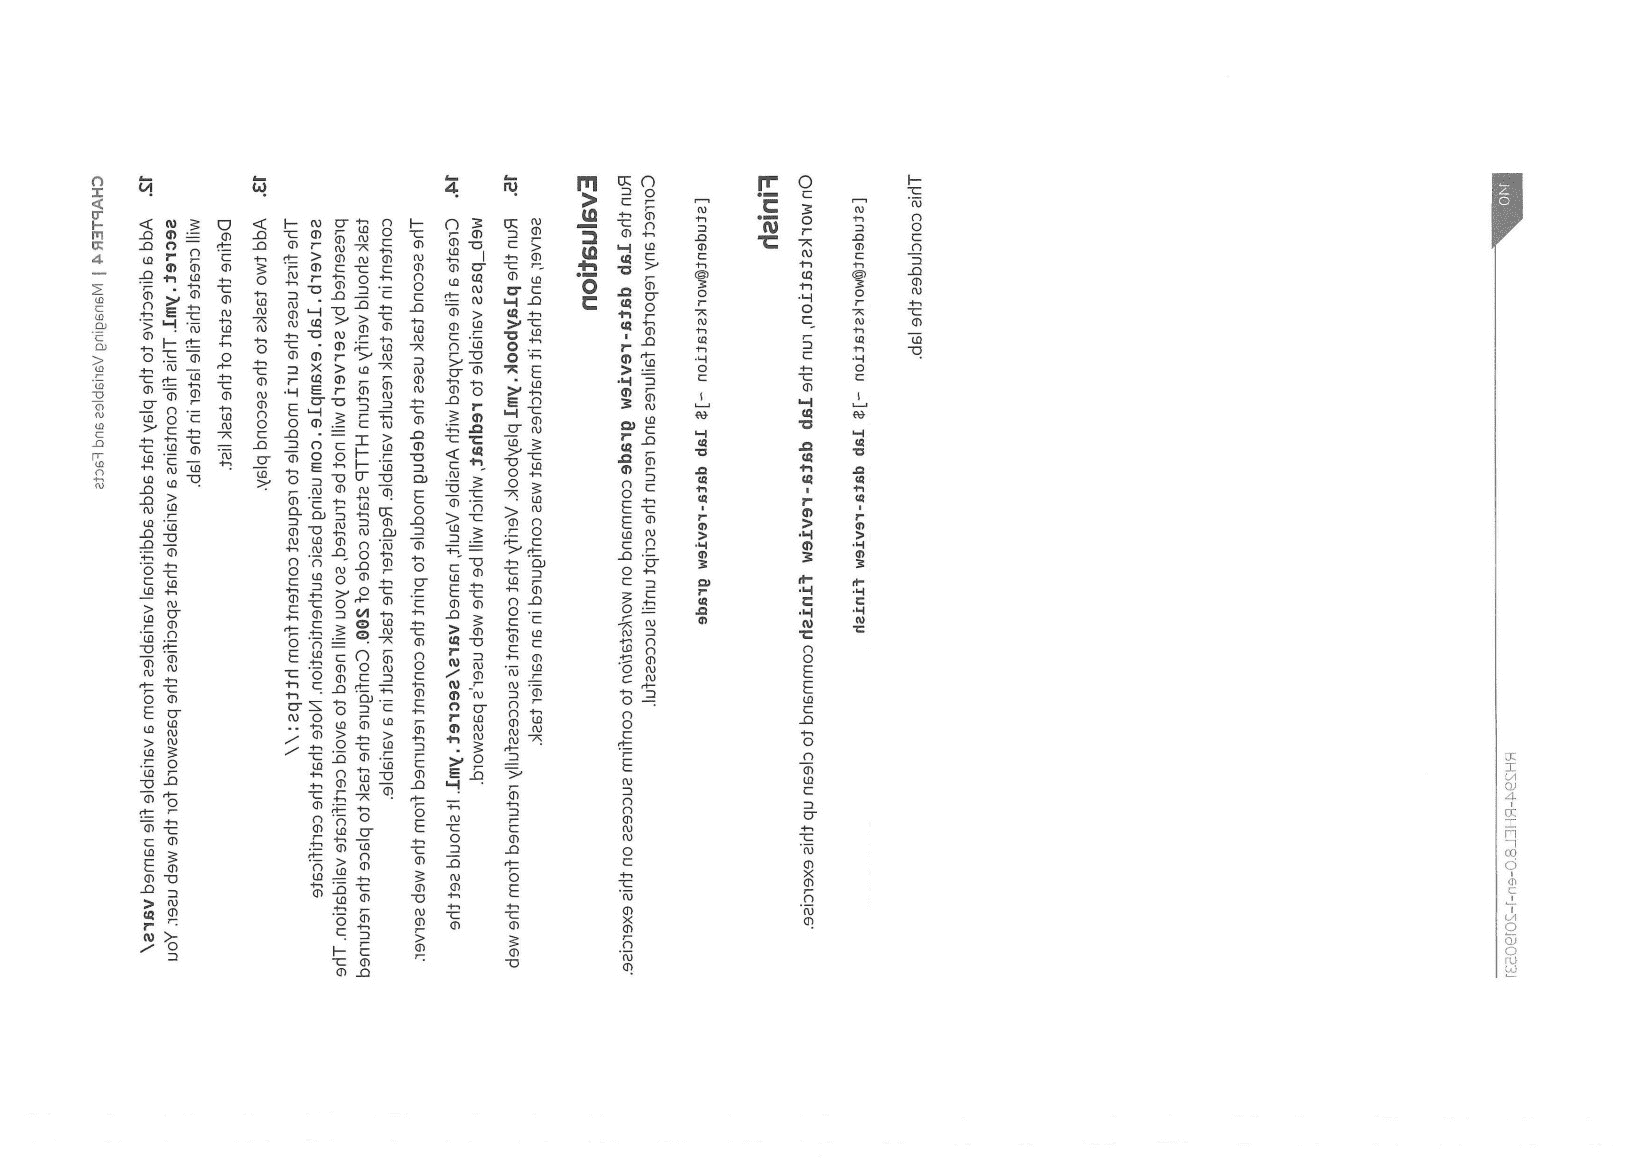 CHAPTER 4 | Managing Variables and Facts
12. Add a directive to the play that adds additional variables from a variable file named vars/
secret.yml. This file contains a variable that specifies the password for the web user. You
will create this file later in the lab.
Define the start of the task list.
13. Add two tasks to the second play.
The first uses the uri module to request content from https://
serverd.lab.example.com using basic authentication. Note that the certificate
presented by serverd will not be trusted, so you will need to avoid certificate validation. The
task should verify a return HTTP status code of 200. Configure the task to place the returned
content in the task results variable. Register the task result in a variable.
The second task uses the debug module to print the content returned from the web server.
14. Create a file encrypted with Ansible Vault, named vars/secret.yml. It should set the
web_pass variable to redhat, which will be the web user's password.
15. Run the playbook.yml playbook. Verify that content is successfully returned from the web
server, and that it matches what was configured in an earlier task.
Evaluation
Run the lab data-review grade command on workstation to confirm success on this exercise.
Correct any reported failures and rerun the script until successful.
[student@workstation ~]$ lab data-review grade
Finish
On workstation, run the lab data-review finish command to clean up this exercise.
[student@workstation ~]$ lab data-review finish
This concludes the lab.
RH294-RHEL8.0-en-1-20190531